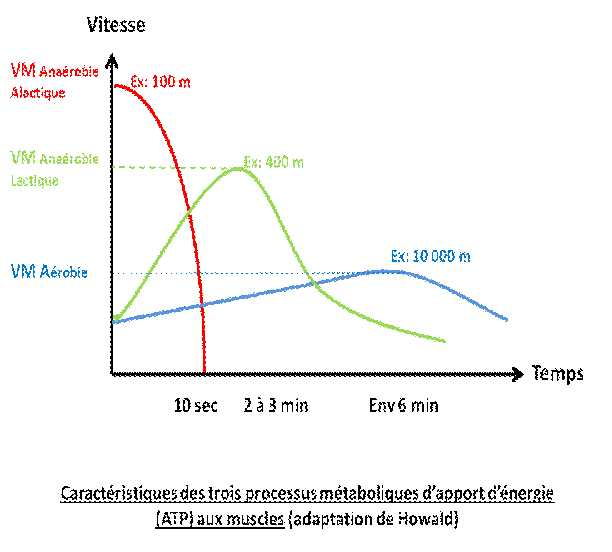 Vitesse
VM Anaérobie
Alactique
Ex: 100 m
VM Anaérobie
Lactique
Ex: 400 m
VM Aérobie
Ex: 10 000 m
Temps
10 sec
2 à 3 min
Env 6 min
Caractéristiques des trois processus métaboliques d'apport d'énergie
(ATP) aux muscles (adaptation de Howald)